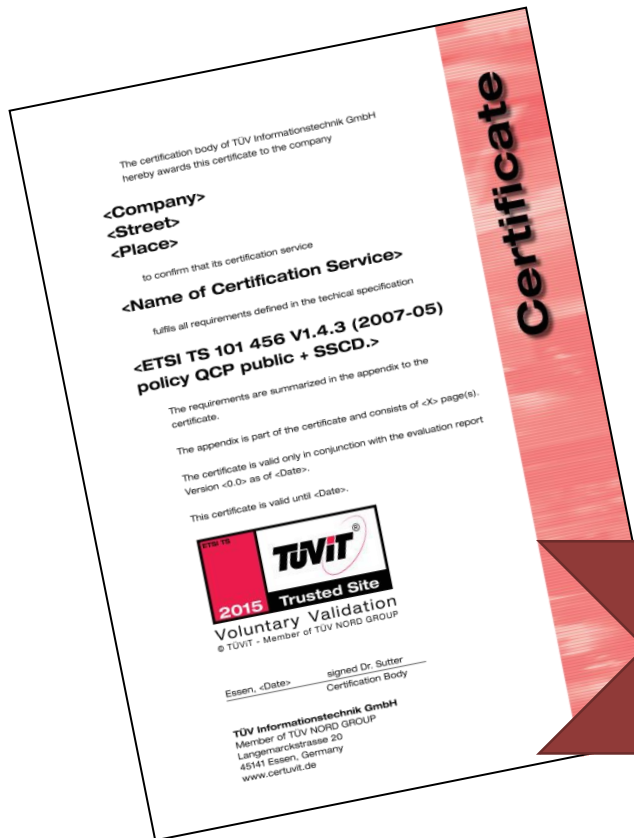 Certificate
The certification body of TÜV Informationstechnik GmbH
hereby awards this certificate to the company
<Company>
<Street>
<Place>
to confirm that its certification service
<Name of Certification Service>
fulfils all requirements defined in the techical specification
<ETSI TS 101 456 V1.4.3 (2007-05)
policy QCP public + SSCD.>
The requirements are summarized in the appendix to the
certificate.
The appendix is part of the certificate and consists of <X> page(s).
The certificate is valid only in conjunction with the evaluation report
Version <0.0> as of <Date>.
This certificate is valid until <Date>.
ETSI TS
TÜViT®
2015 Trusted Site
Voluntary Validation
© TÜViT - Member of TÜV NORD GROUP
Essen, <Date> signed Dr. Sutter
Certification Body
TÜV Informationstechnik GmbH
Member of TÜV NORD GROUP
Langemarckstrasse 20
45141 Essen, Germany
www.certuvit.de